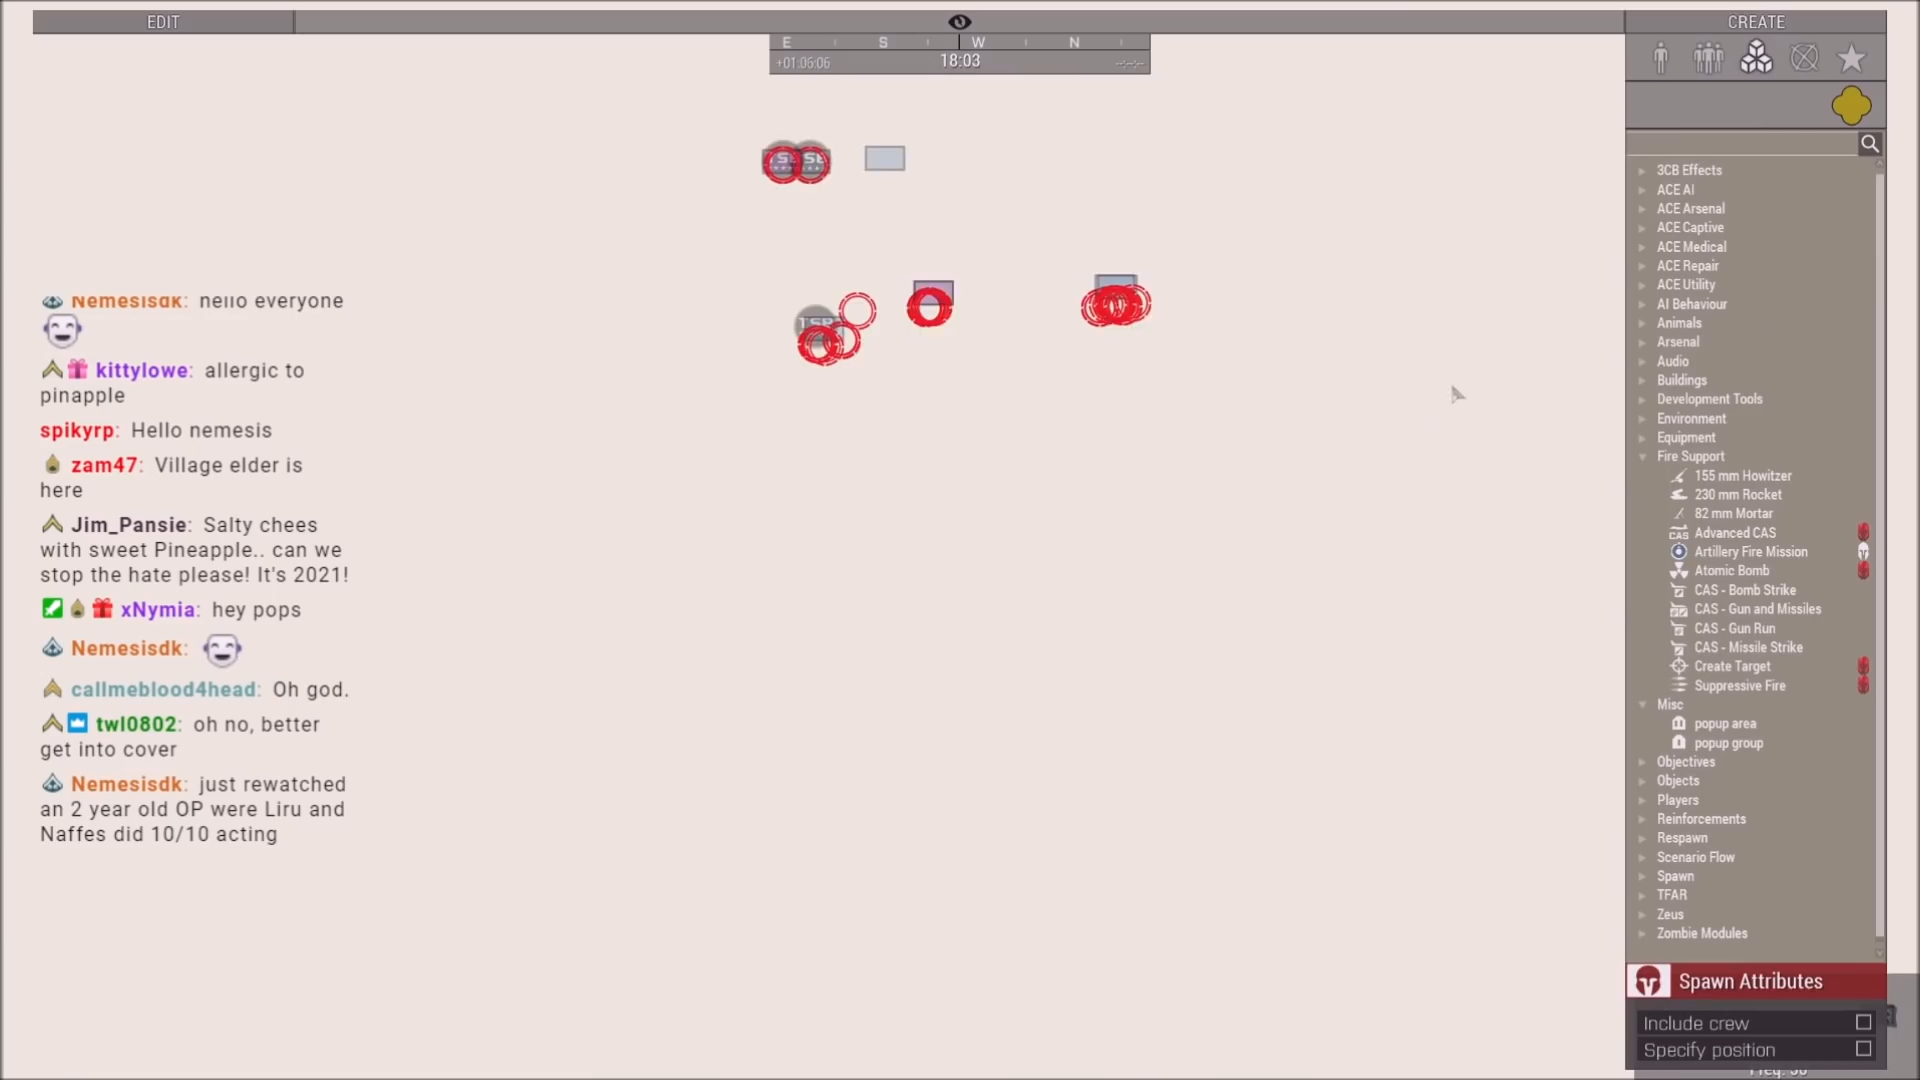 EDIT
CREATE
E S W N
+01:06:06 18:03 --:--
Nemesisdk: hello everyone
kittylowe: allergic to
pinapple
spikyrp: Hello nemesis
zam47: Village elder is
here
Jim_Pansie: Salty chees
with sweet Pineapple.. can we
stop the hate please! It's 2021!
xNymia: hey pops
Nemesisdk:
callmeblood4head: Oh god.
twl0802: oh no, better
get into cover
Nemesisdk: just rewatched
an 2 year old OP were Liru and
Naffes did 10/10 acting
3CB Effects
ACE AI
ACE Arsenal
ACE Captive
ACE Medical
ACE Repair
ACE Utility
AI Behaviour
Animals
Arsenal
Audio
Buildings
Development Tools
Environment
Equipment
Fire Support
155 mm Howitzer
230 mm Rocket
82 mm Mortar
CAS Advanced CAS
Artillery Fire Mission
Atomic Bomb
CAS - Bomb Strike
CAS - Gun and Missiles
CAS - Gun Run
CAS - Missile Strike
Create Target
Suppressive Fire
Misc
popup area
popup group
Objectives
Objects
Players
Reinforcements
Respawn
Scenario Flow
Spawn
TFAR
Zeus
Zombie Modules
Spawn Attributes
Include crew
Specify position